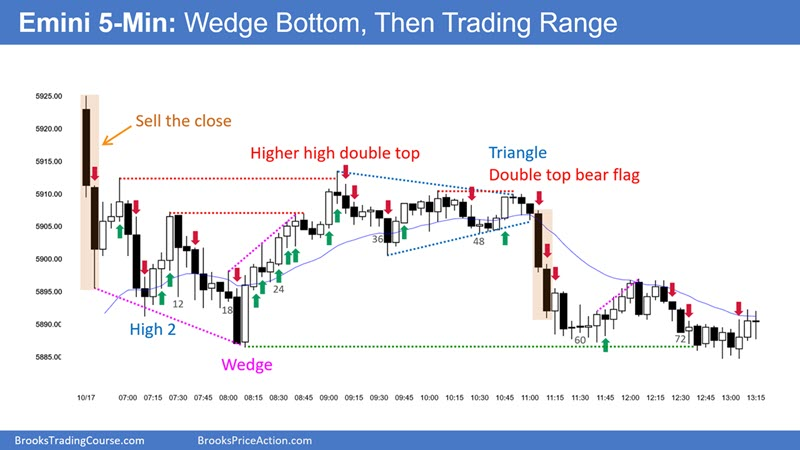 Emini 5-Min: Wedge Bottom, Then Trading Range
5925.00
5920.00
5915.00
5910.00
5905.00
5900.00
5895.00
5890.00
5885.00
Sell the close
Higher high double top
Triangle
Double top bear flag
High 2
Wedge
12
18
24
36
48
60
72
10/17 07:00 07:15 07:30 07:45 08:00 08:15 08:30 08:45 09:00 09:15 09:30 09:45 10:00 10:15 10:30 10:45 11:00 11:15 11:30 11:45 12:00 12:15 12:30 12:45 13:00 13:15
BrooksTradingCourse.com BrooksPriceAction.com